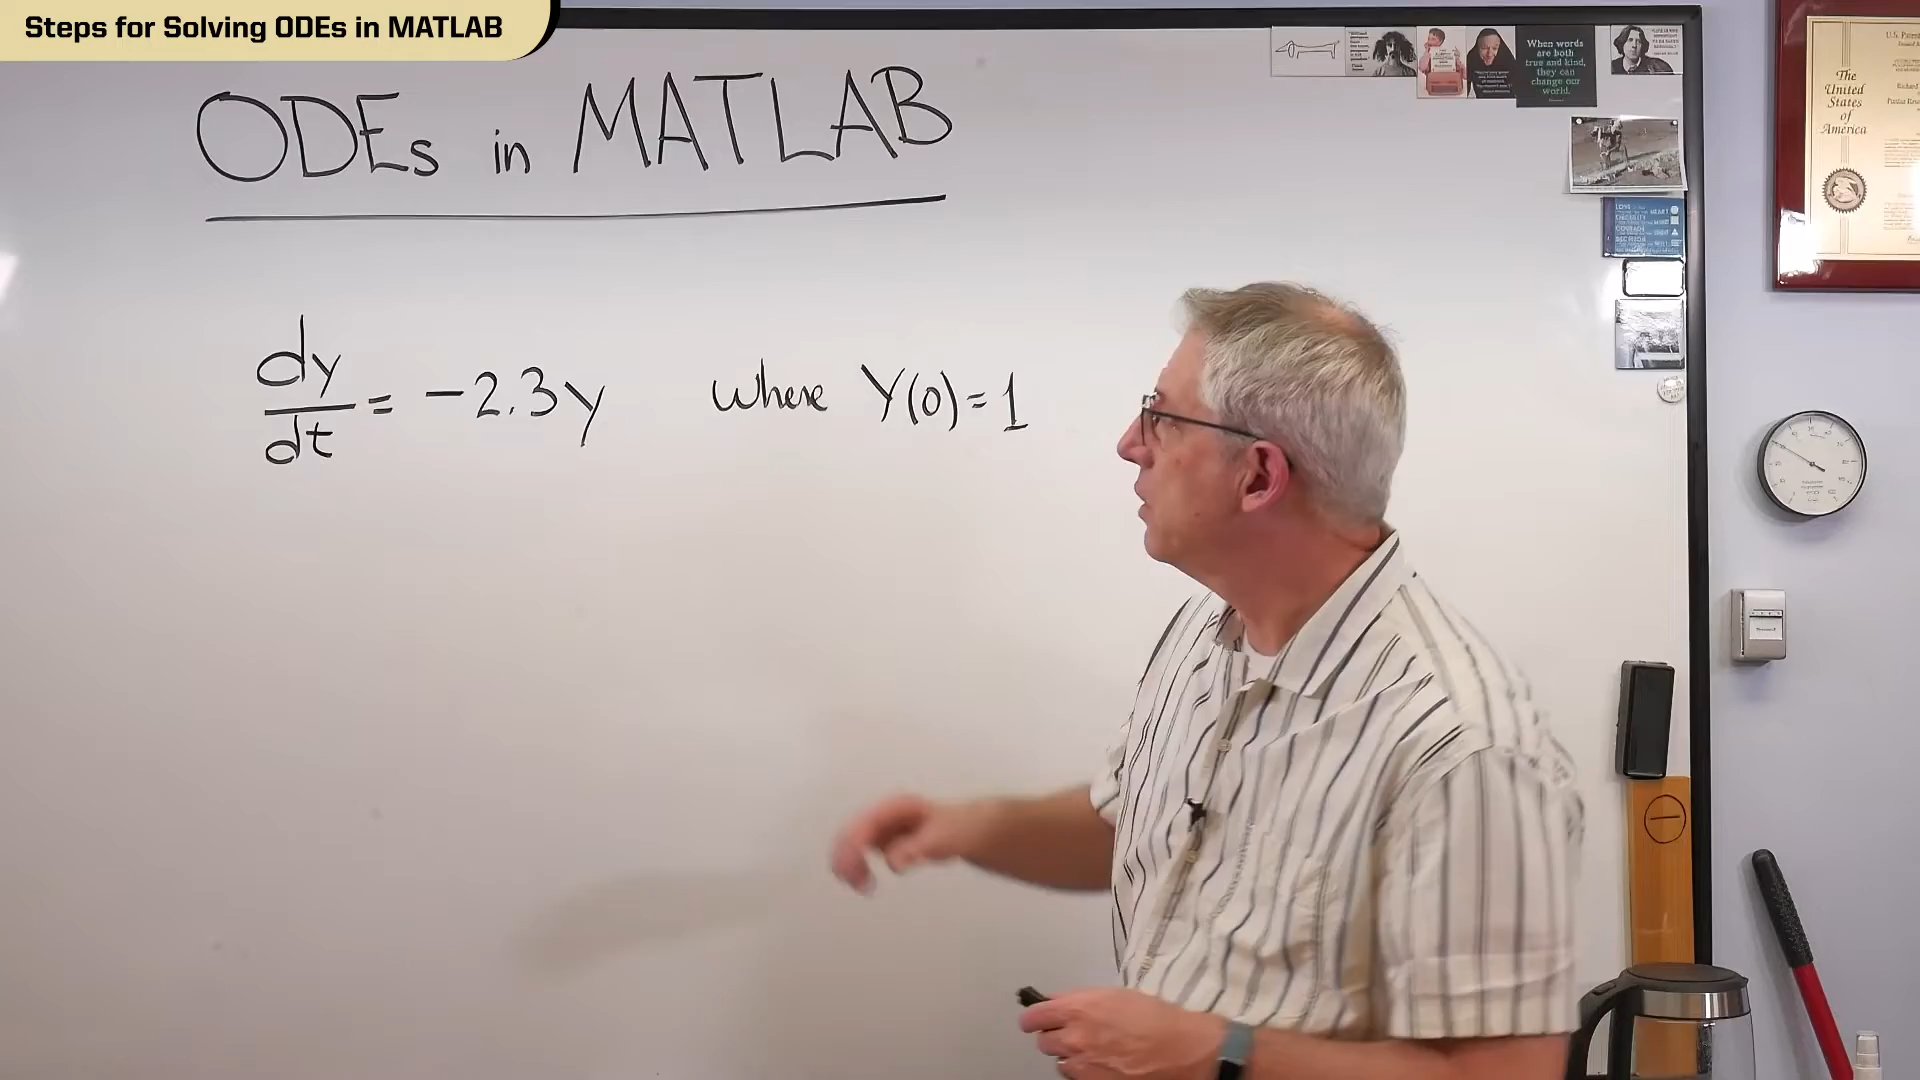 Steps for Solving ODEs in MATLAB
ODEs in MATLAB
dy
dt
= -2.3y where Y(0)=1
When words
are both
true and kind,
they can
change our
world.
The
United
States
of
America